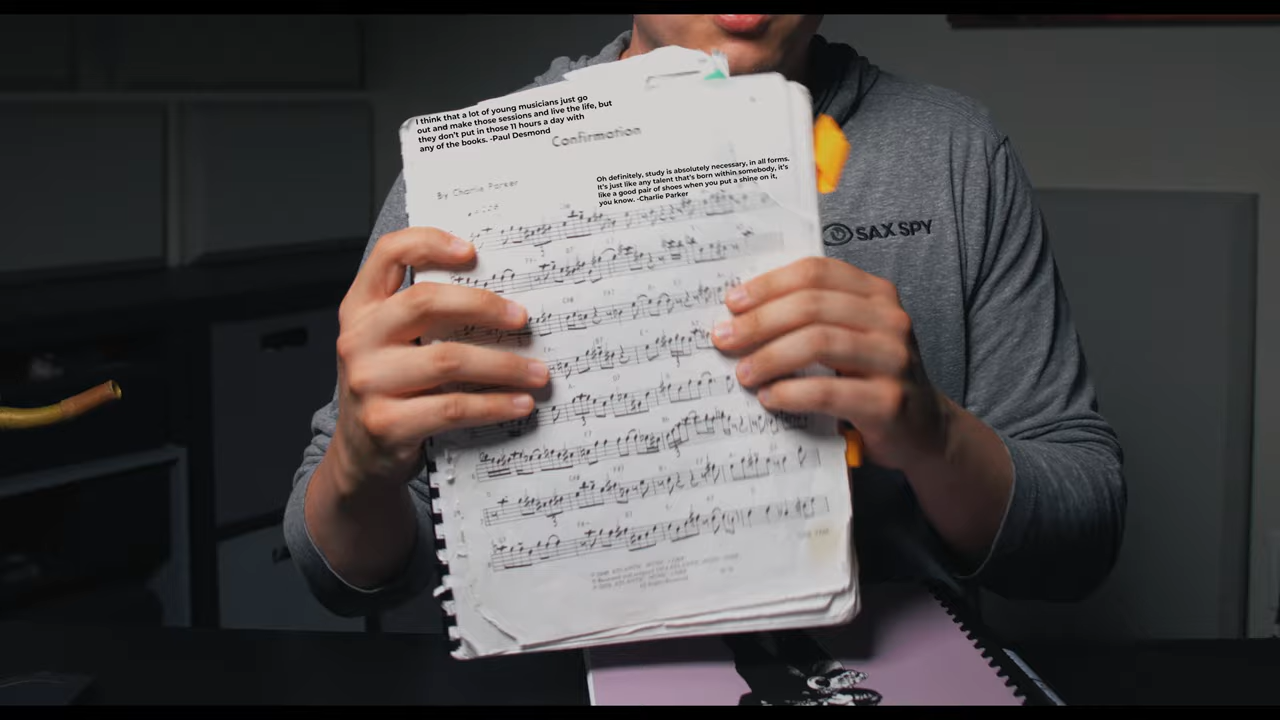 I think that a lot of young musicians just go
out and make those sessions and live the life, but
they don't put in those 11 hours a day with
any of the books. -Paul Desmond
Confirmation
Oh definitely, study is absolutely necessary, in all forms.
It's just like any talent that's born within somebody, it's
like a good pair of shoes when you put a shine on it,
you know. -Charlie Parker
By Charlie Parker
SAX SPY